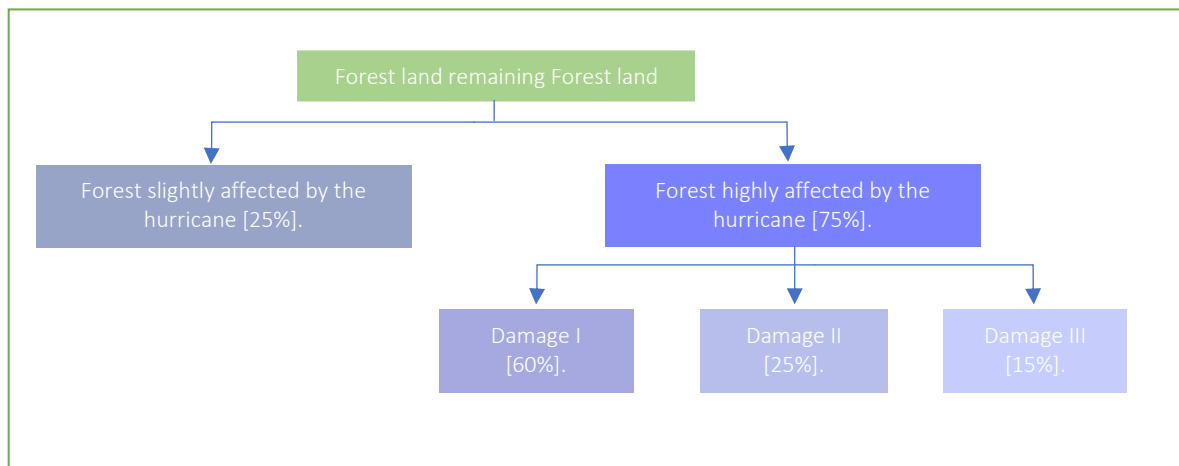 Forest land remaining Forest land
Forest slightly affected by the
hurricane [25%].
Forest highly affected by the
hurricane [75%].
Damage I
[60%].
Damage II
[25%].
Damage III
[15%].